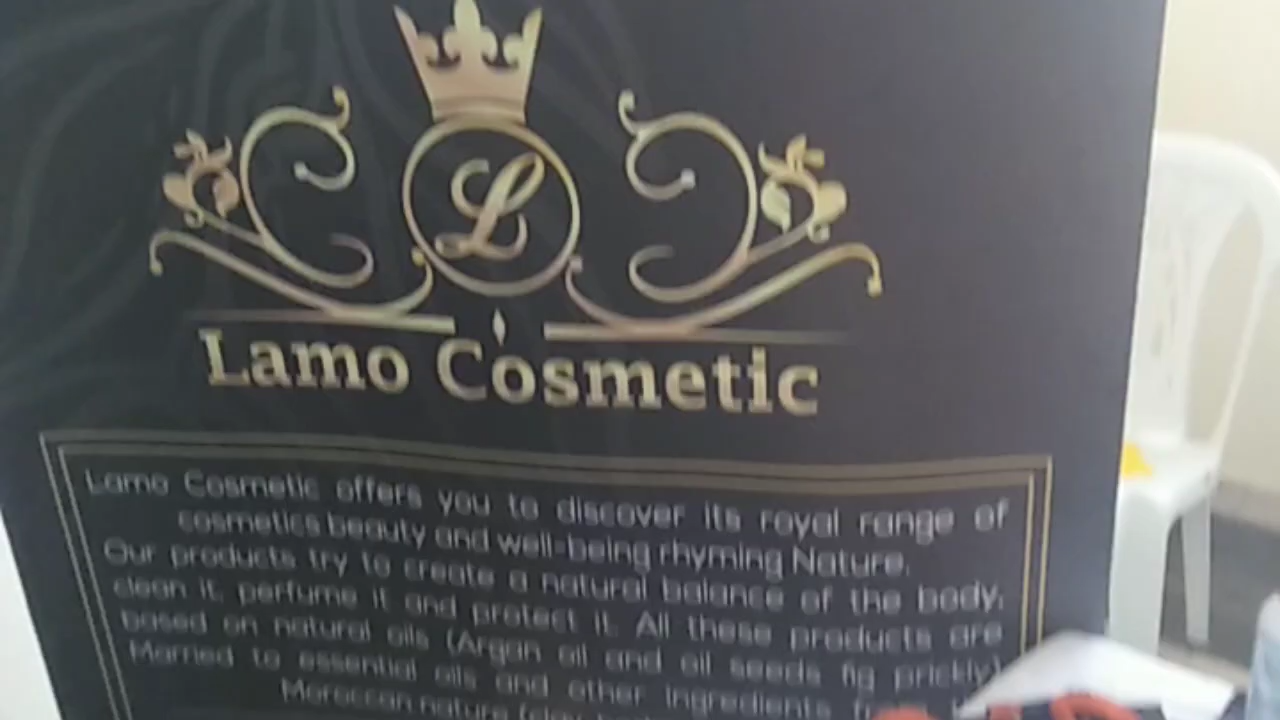 L
Lamo Cosmetic
Lamo Cosmetic offers you to discover its royal range of
cosmetics beauty and well-being rhyming Nature.
Our products try to create a natural balance of the body,
clean it, perfume it and protect it. All these products are
based on natural oils (Argan oil and oil seeds fig prickly)
Married to essential oils and other ingredients
Moroccan nature (clay,